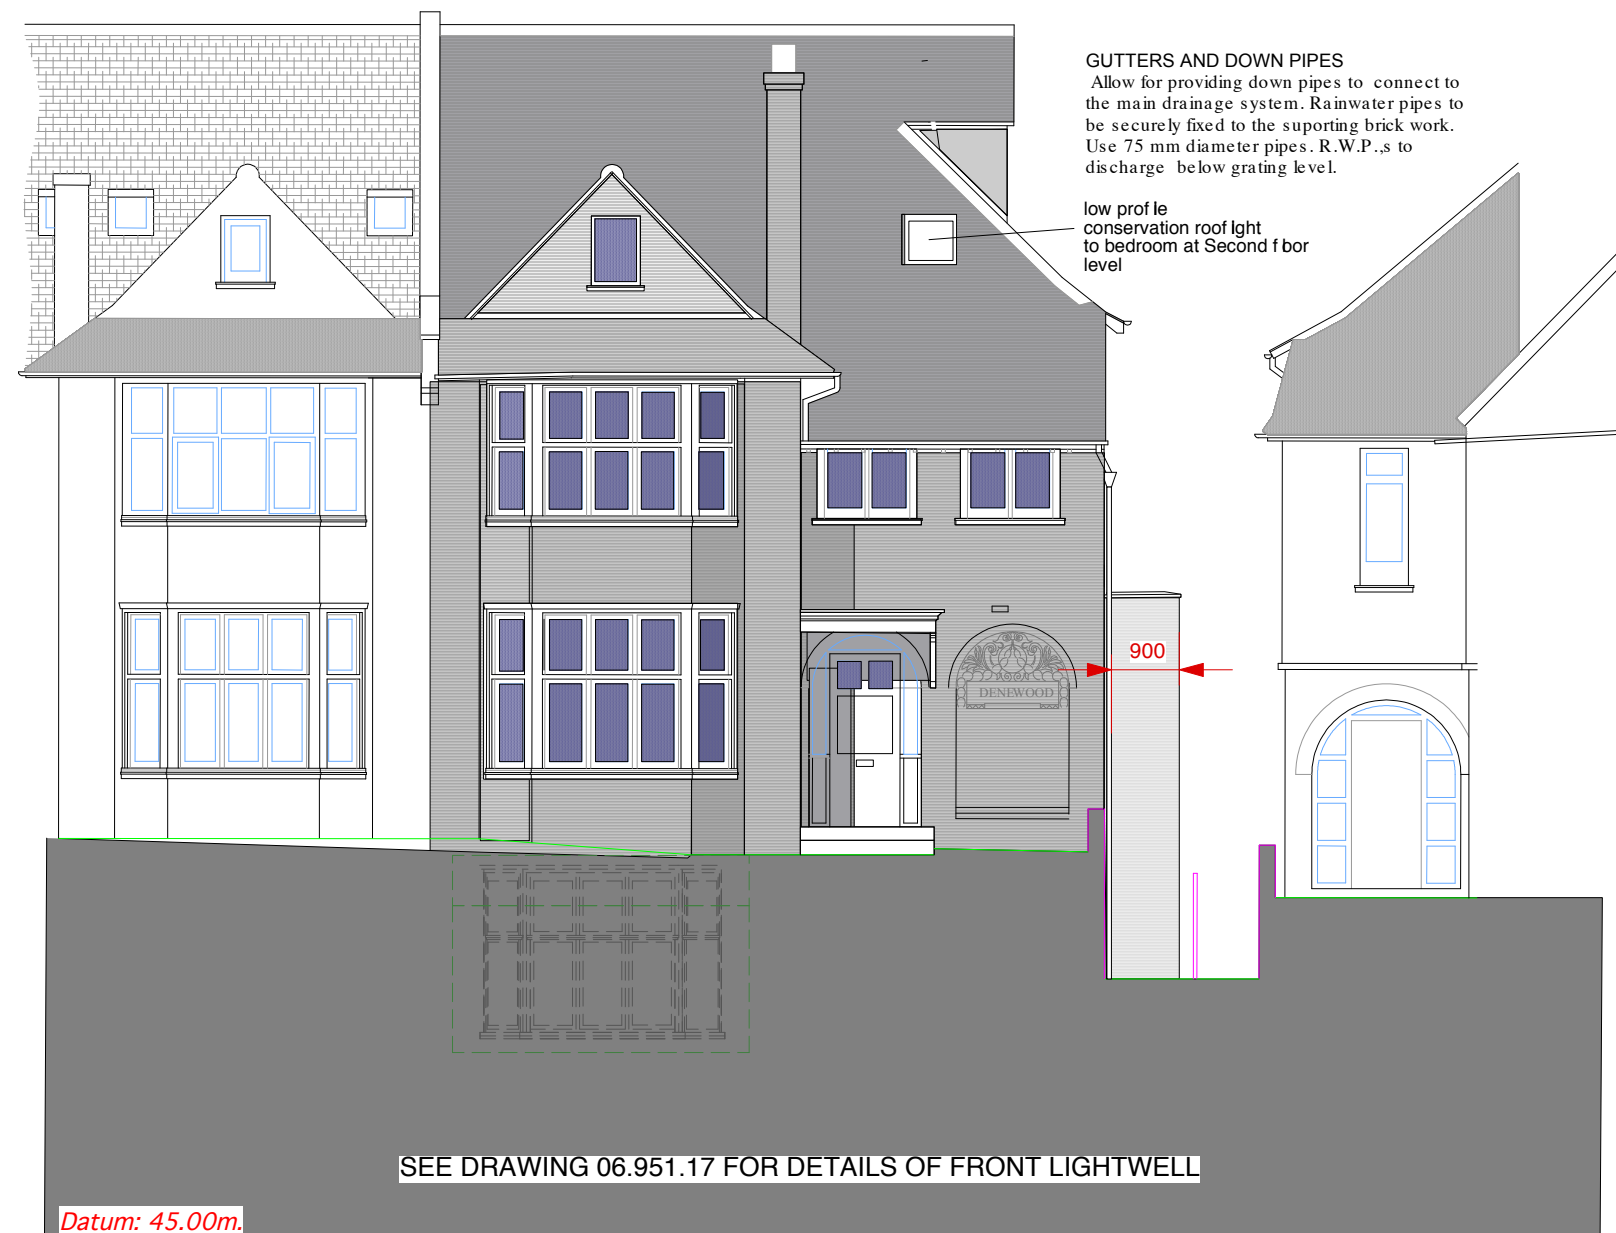 GUTTERS AND DOWN PIPES
Allow for providing down pipes to connect to
the main drainage system. Rainwater pipes to
be securely fixed to the suporting brick work.
Use 75 mm diameter pipes. R.W.P.,s to
discharge below grating level.
low profile
conservation roof lght
to bedroom at Second f bor
level
900
DENEWOOD
SEE DRAWING 06.951.17 FOR DETAILS OF FRONT LIGHTWELL
Datum: 45.00m.